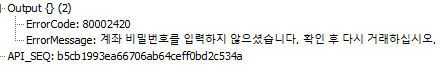 Output {} (2)
ErrorCode: 80002420
ErrorMessage: 계좌 비밀번호를 입력하지 않으셨습니다. 확인 후 다시 거래하십시오.
API_SEQ: b5cb1993ea66706ab64ceff0bd2c534a